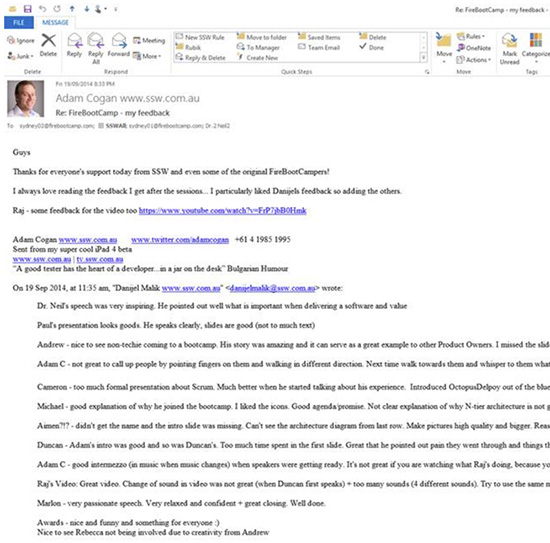 Re: FireBootCamp - my feedback -
FILE MESSAGE
Ignore
Junk
Delete
Reply
Reply All
Forward
Meeting
More
New SSW Rule
Rubik
Reply & Delete
Move to folder
To Manager
Create New
Saved Items
Team Email
Delete
Done
Move
Rules
OneNote
Actions
Mark Unread
Categorize
Delete Respond Quick Steps Move Tags
Fri 19/09/2014 8:33 PM
Adam Cogan www.ssw.com.au
Re: FireBootCamp - my feedback
To sydney02@firebootcamp.com; SSWAR; sydney01@firebootcamp.com; Dr. 2 Neil2
Guys
Thanks for everyone's support today from SSW and even some of the original FireBootCampers!
I always love reading the feedback I get after the sessions... I particularly liked Danijels feedback so adding the others.
Raj - some feedback for the video too https://www.youtube.com/watch?v=FrP7jbB0Hmk
Adam Cogan www.ssw.com.au www.twitter.com/adamcogan +61 4 1985 1995
Sent from my super cool iPad 4 beta
www.ssw.com.au | tv.ssw.com.au
"A good tester has the heart of a developer...in a jar on the desk" Bulgarian Humour
On 19 Sep 2014, at 11:35 am, "Danijel Malik www.ssw.com.au" <danijelmalik@ssw.com.au> wrote:
Dr. Neil's speech was very inspiring. He pointed out well what is important when delivering a software and value
Paul's presentation looks goods. He speaks clearly, slides are good (not to much text)
Andrew - nice to see non-techie coming to a bootcamp. His story was amazing and it can serve as a great example to other Product Owners. I missed the slide
Adam C - not great to call up people by pointing fingers on them and walking in different direction. Next time walk towards them and whisper to them what
Cameron - too much formal presentation about Scrum. Much better when he started talking about his experience. Introduced OctopusDelpoy out of the blue
Michael - good explanation of why he joined the bootcamp. I liked the icons. Good agenda/promise. Not clear explanation of why N-tier architecture is not g
Aimen?!? - didn't get the name and the intro slide was missing. Can't see the architecture diagram from last row. Make pictures high quality and bigger. Reas
Duncan - Adam's intro was good and so was Duncan's. Too much time spent in the first slide. Great that he pointed out pain they went through and things th
Adam C - good intermezzo (in music when music changes) when speakers were getting ready. It's not great if you are watching what Raj's doing, because yo
Raj's Video: Great video. Change of sound in video was not great (when Duncan first speaks) + too many sounds (4 different sounds). Try to use the same m
Marlon - very passionate speech. Very relaxed and confident + great closing. Well done.
Awards - nice and funny and something for everyone :)
Nice to see Rebecca not being involved due to creativity from Andrew